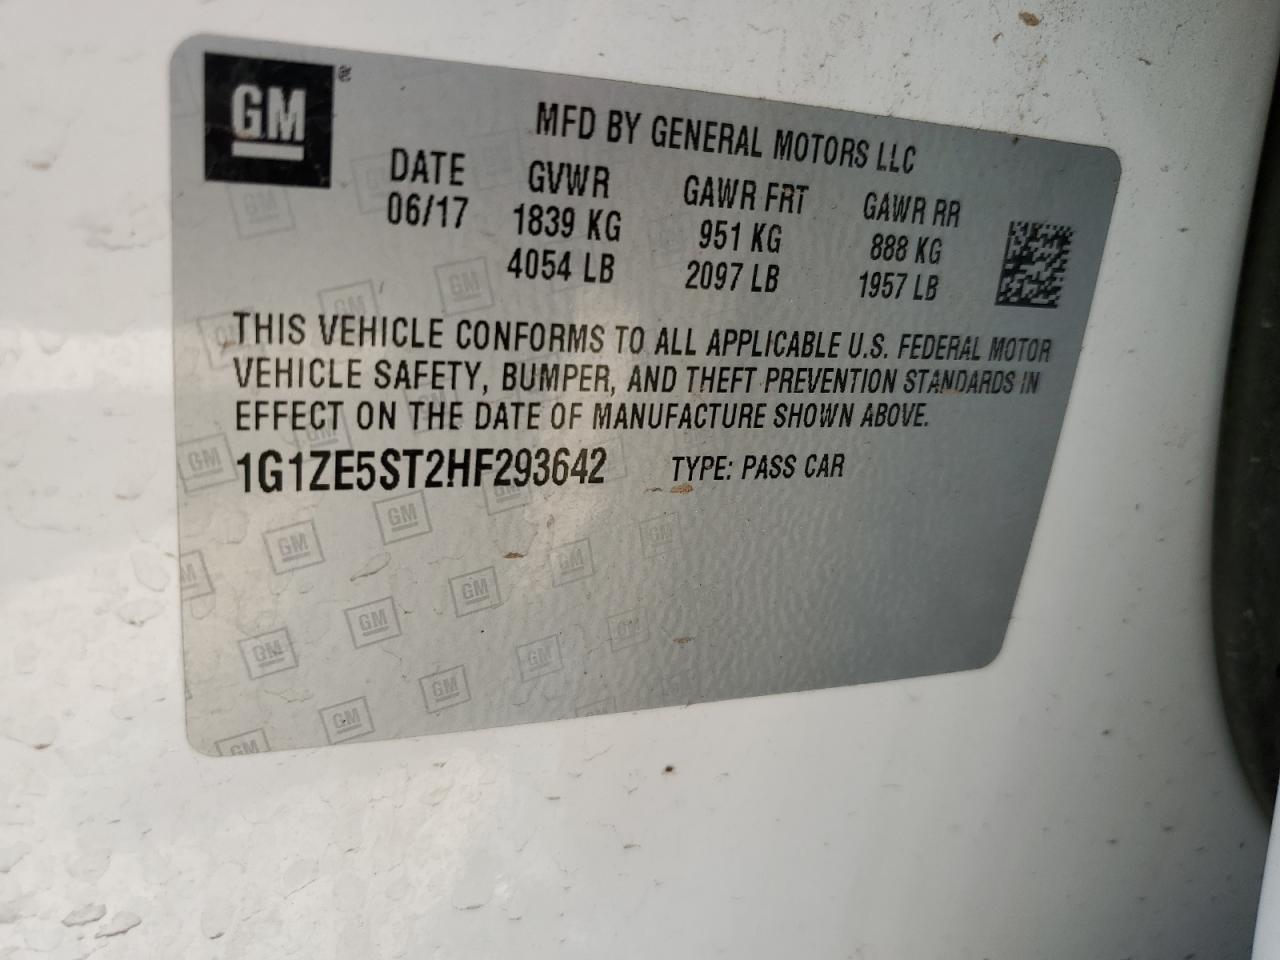 GM ®
MFD BY GENERAL MOTORS LLC
DATE GVWR GAWR FRT GAWR RR
06/17 1839 KG 951 KG 888 KG
4054 LB 2097 LB 1957 LB
THIS VEHICLE CONFORMS TO ALL APPLICABLE U.S. FEDERAL MOTOR
VEHICLE SAFETY, BUMPER, AND THEFT PREVENTION STANDARDS IN
EFFECT ON THE DATE OF MANUFACTURE SHOWN ABOVE.
1G1ZE5ST2HF293642 TYPE: PASS CAR